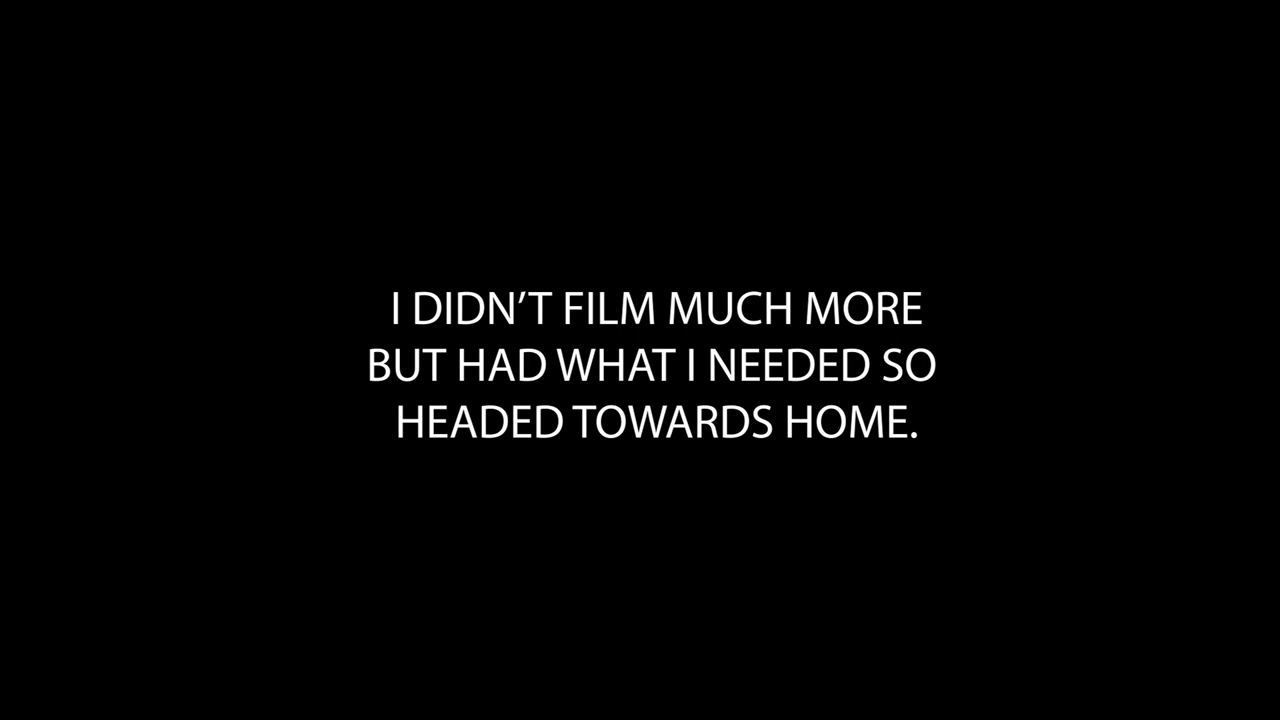 I DIDN’T FILM MUCH MORE
BUT HAD WHAT I NEEDED SO
HEADED TOWARDS HOME.